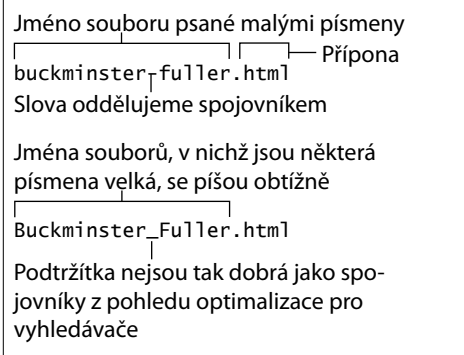 Jméno souboru psané malými písmeny
Přípona
buckminster-fuller.html
Slova oddělujeme spojovníkem
Jména souborů, v nichž jsou některá
písmena velká, se píšou obtížně
Buckminster_Fuller.html
Podtržítka nejsou tak dobrá jako spo-
jovníky z pohledu optimalizace pro
vyhledávače